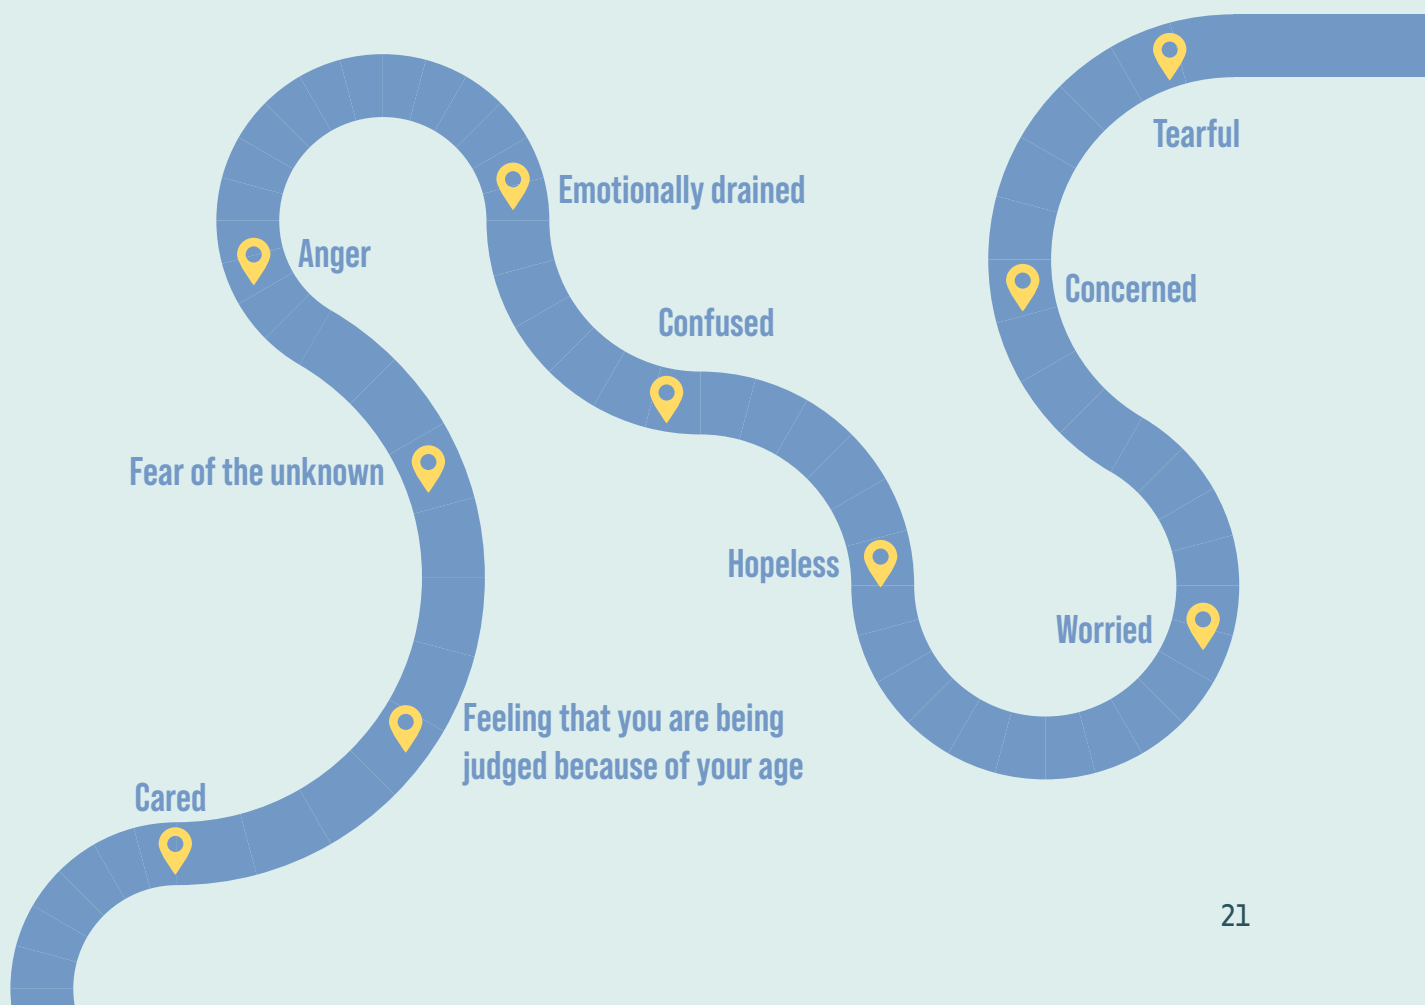 Tearful
Emotionally drained
Anger
Concerned
Confused
Fear of the unknown
Hopeless
Worried
Feeling that you are being
judged because of your age
Cared
21